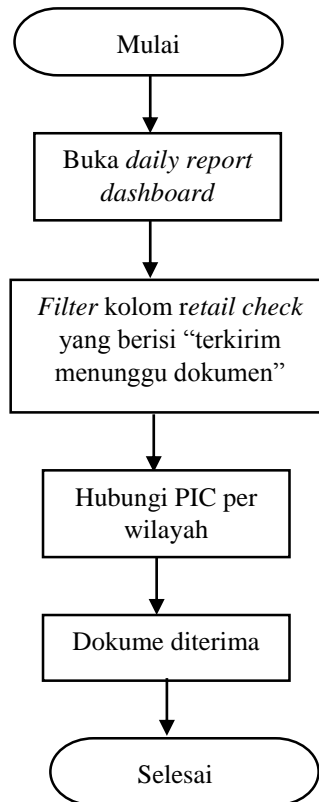 Mulai
Buka daily report
dashboard
Filter kolom retail check
yang berisi “terkirim
menunggu dokumen”
Hubungi PIC per
wilayah
Dokume diterima
Selesai